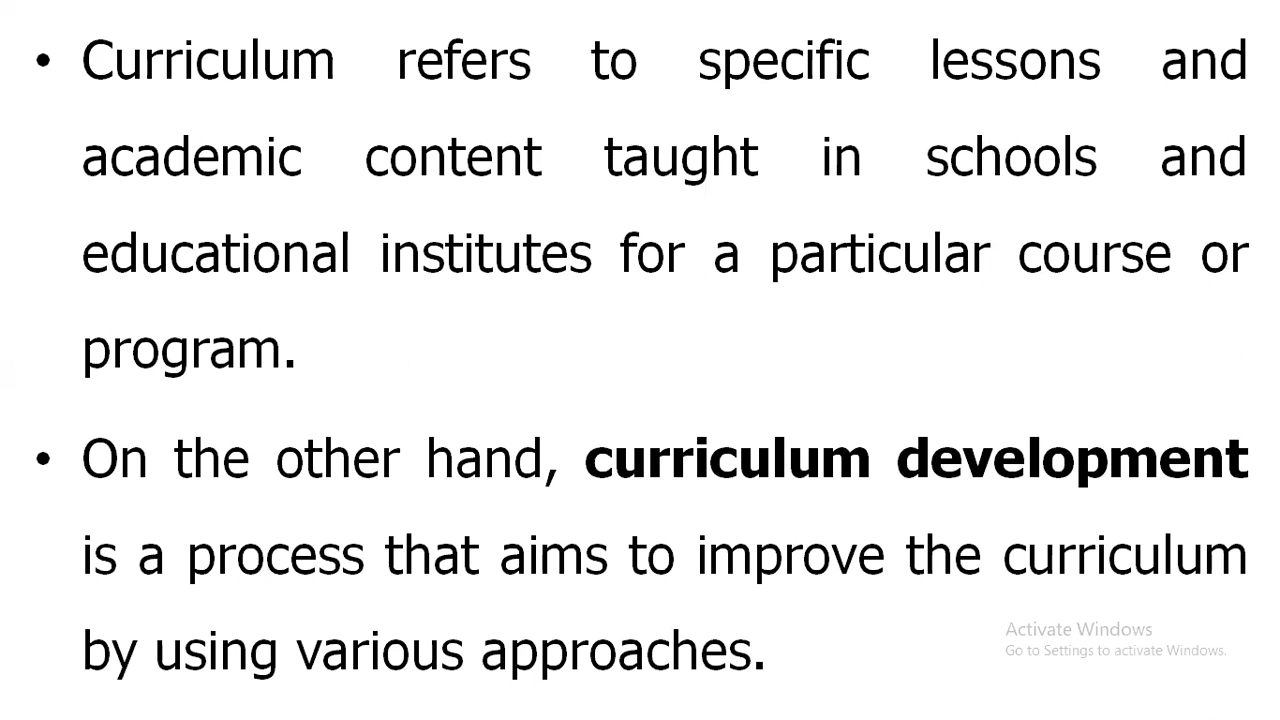 • Curriculum refers to specific lessons and
academic content taught in schools and
educational institutes for a particular course or
program.
• On the other hand, curriculum development
is a process that aims to improve the curriculum
by using various approaches.
Activate Windows
Go to Settings to activate Windows.